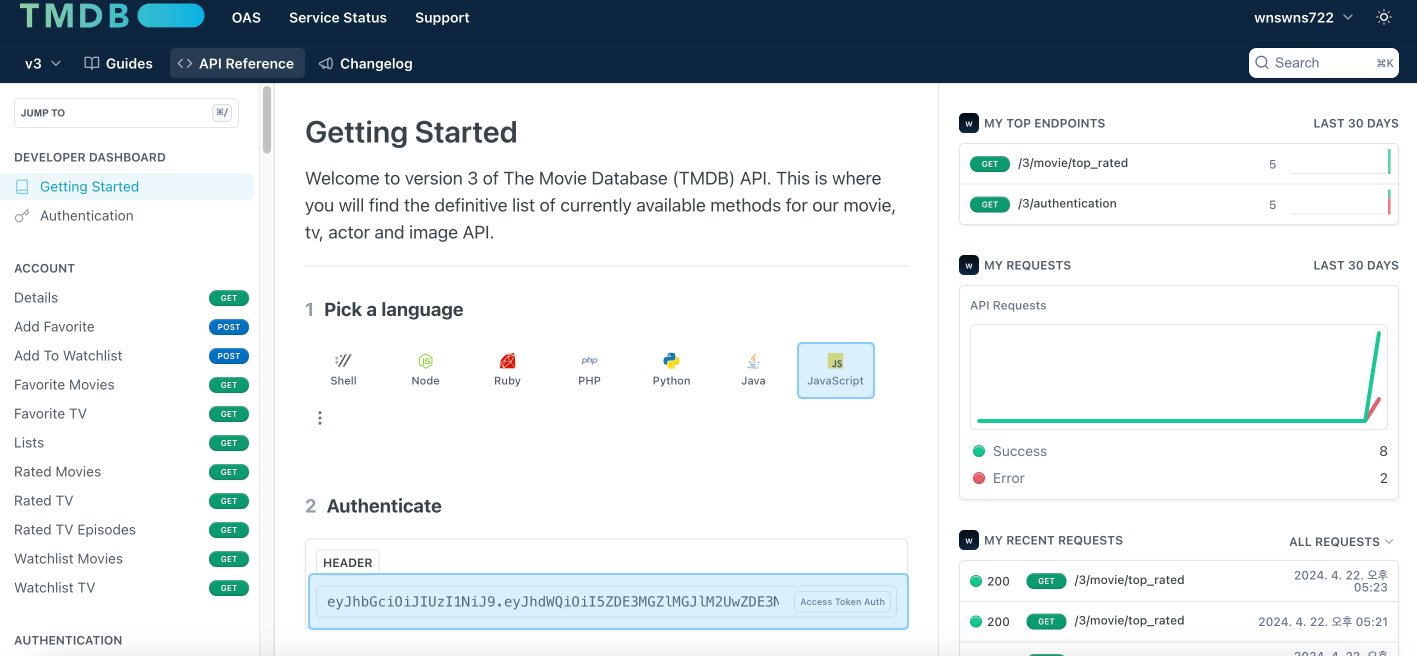 TMDB
OAS
Service Status
Support
wnswns722
v3
Guides
<> API Reference
Changelog
Search
⌘K
JUMP TO
⌘/
DEVELOPER DASHBOARD
Getting Started
Authentication
ACCOUNT
Details GET
Add Favorite POST
Add To Watchlist POST
Favorite Movies GET
Favorite TV GET
Lists GET
Rated Movies GET
Rated TV GET
Rated TV Episodes GET
Watchlist Movies GET
Watchlist TV GET
AUTHENTICATION
Getting Started
Welcome to version 3 of The Movie Database (TMDB) API. This is where
you will find the definitive list of currently available methods for our movie,
tv, actor and image API.
1 Pick a language
Shell
JS
Node
Ruby
php
PHP
Python
Java
JS
JavaScript
2 Authenticate
HEADER
eyJhbGciOiJIUzI1NiJ9.eyJhdWQiOiI5ZDE3MGZlMGJlM2UwZDE3N
Access Token Auth
w MY TOP ENDPOINTS LAST 30 DAYS
GET /3/movie/top_rated 5
GET /3/authentication 5
w MY REQUESTS LAST 30 DAYS
API Requests
Success 8
Error 2
w MY RECENT REQUESTS ALL REQUESTS
200 GET /3/movie/top_rated 2024. 4. 22. 오후
05:23
200 GET /3/movie/top_rated 2024. 4. 22. 오후 05:21